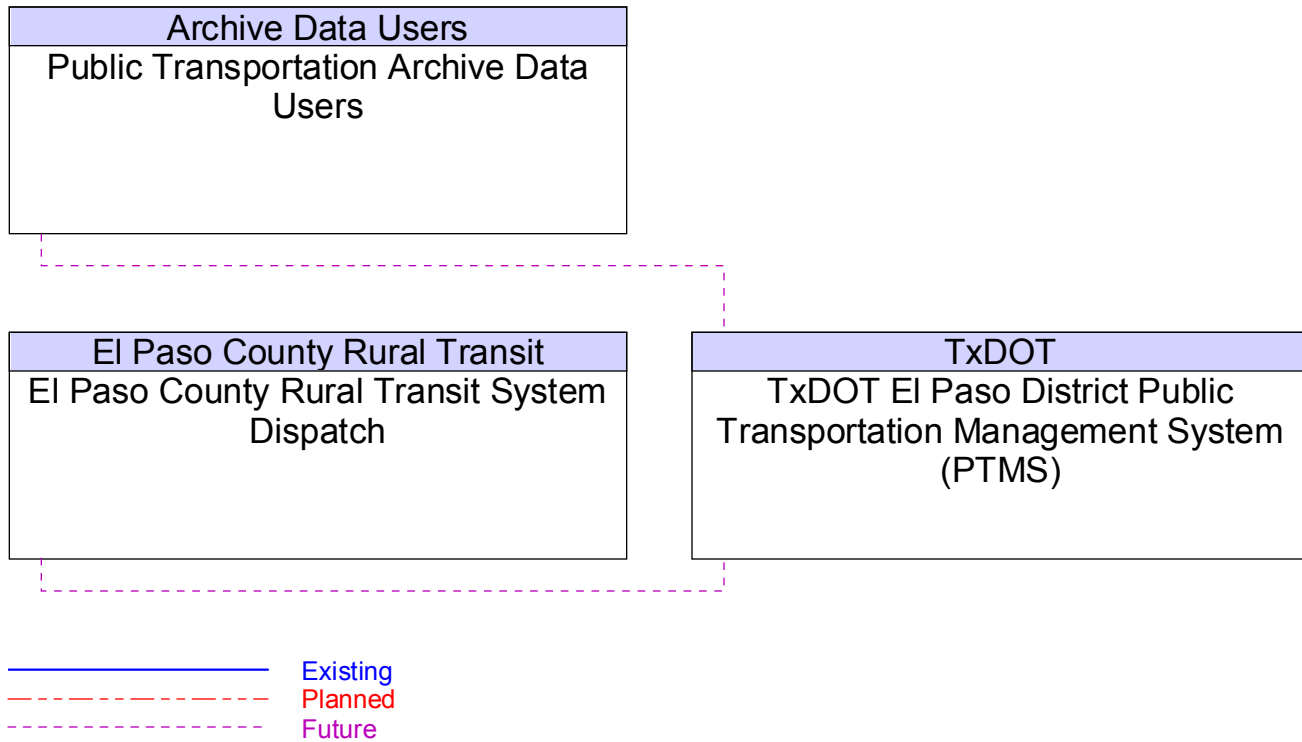 Archive Data Users
Public Transportation Archive Data
Users
El Paso County Rural Transit
El Paso County Rural Transit System
Dispatch
TxDOT
TxDOT El Paso District Public
Transportation Management System
(PTMS)
Existing
Planned
Future